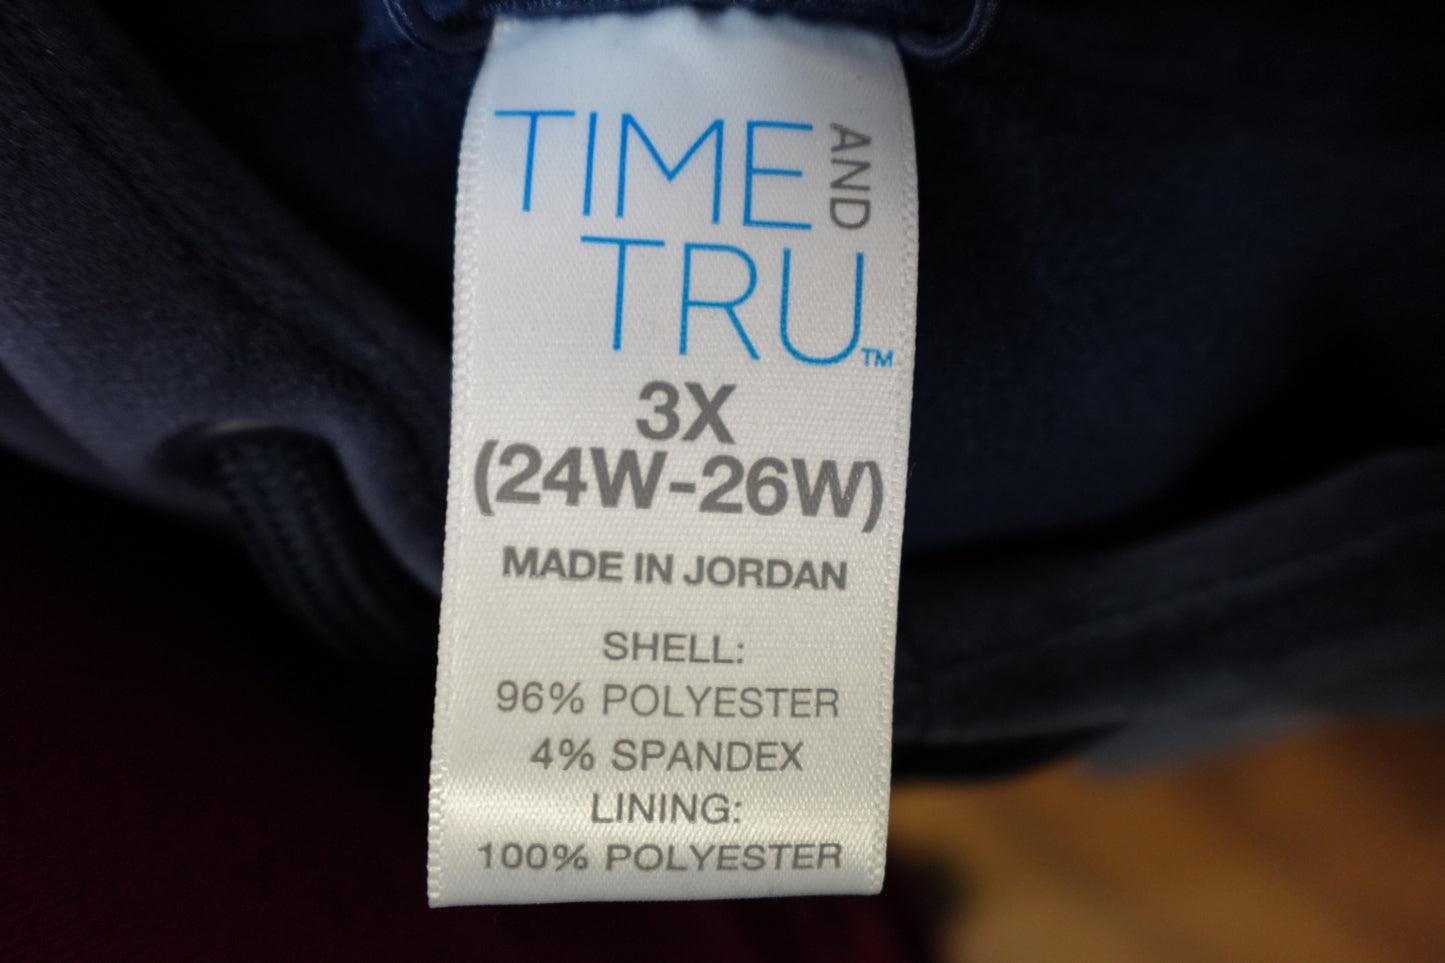 TIME AND
TRU™
3X
(24W-26W)
MADE IN JORDAN
SHELL:
96% POLYESTER
4% SPANDEX
LINING:
100% POLYESTER